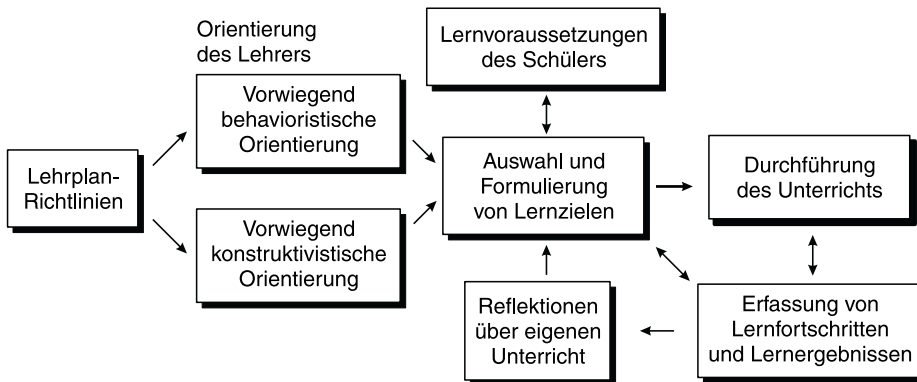 Orientierung
des Lehrers
Lernvoraussetzungen
des Schülers
Vorwiegend
behavioristische
Orientierung
Lehrplan-
Richtlinien
Auswahl und
Formulierung
von Lernzielen
Durchführung
des Unterrichts
Vorwiegend
konstruktivistische
Orientierung
Reflektionen
über eigenen
Unterricht
Erfassung von
Lernfortschritten
und Lernergebnissen